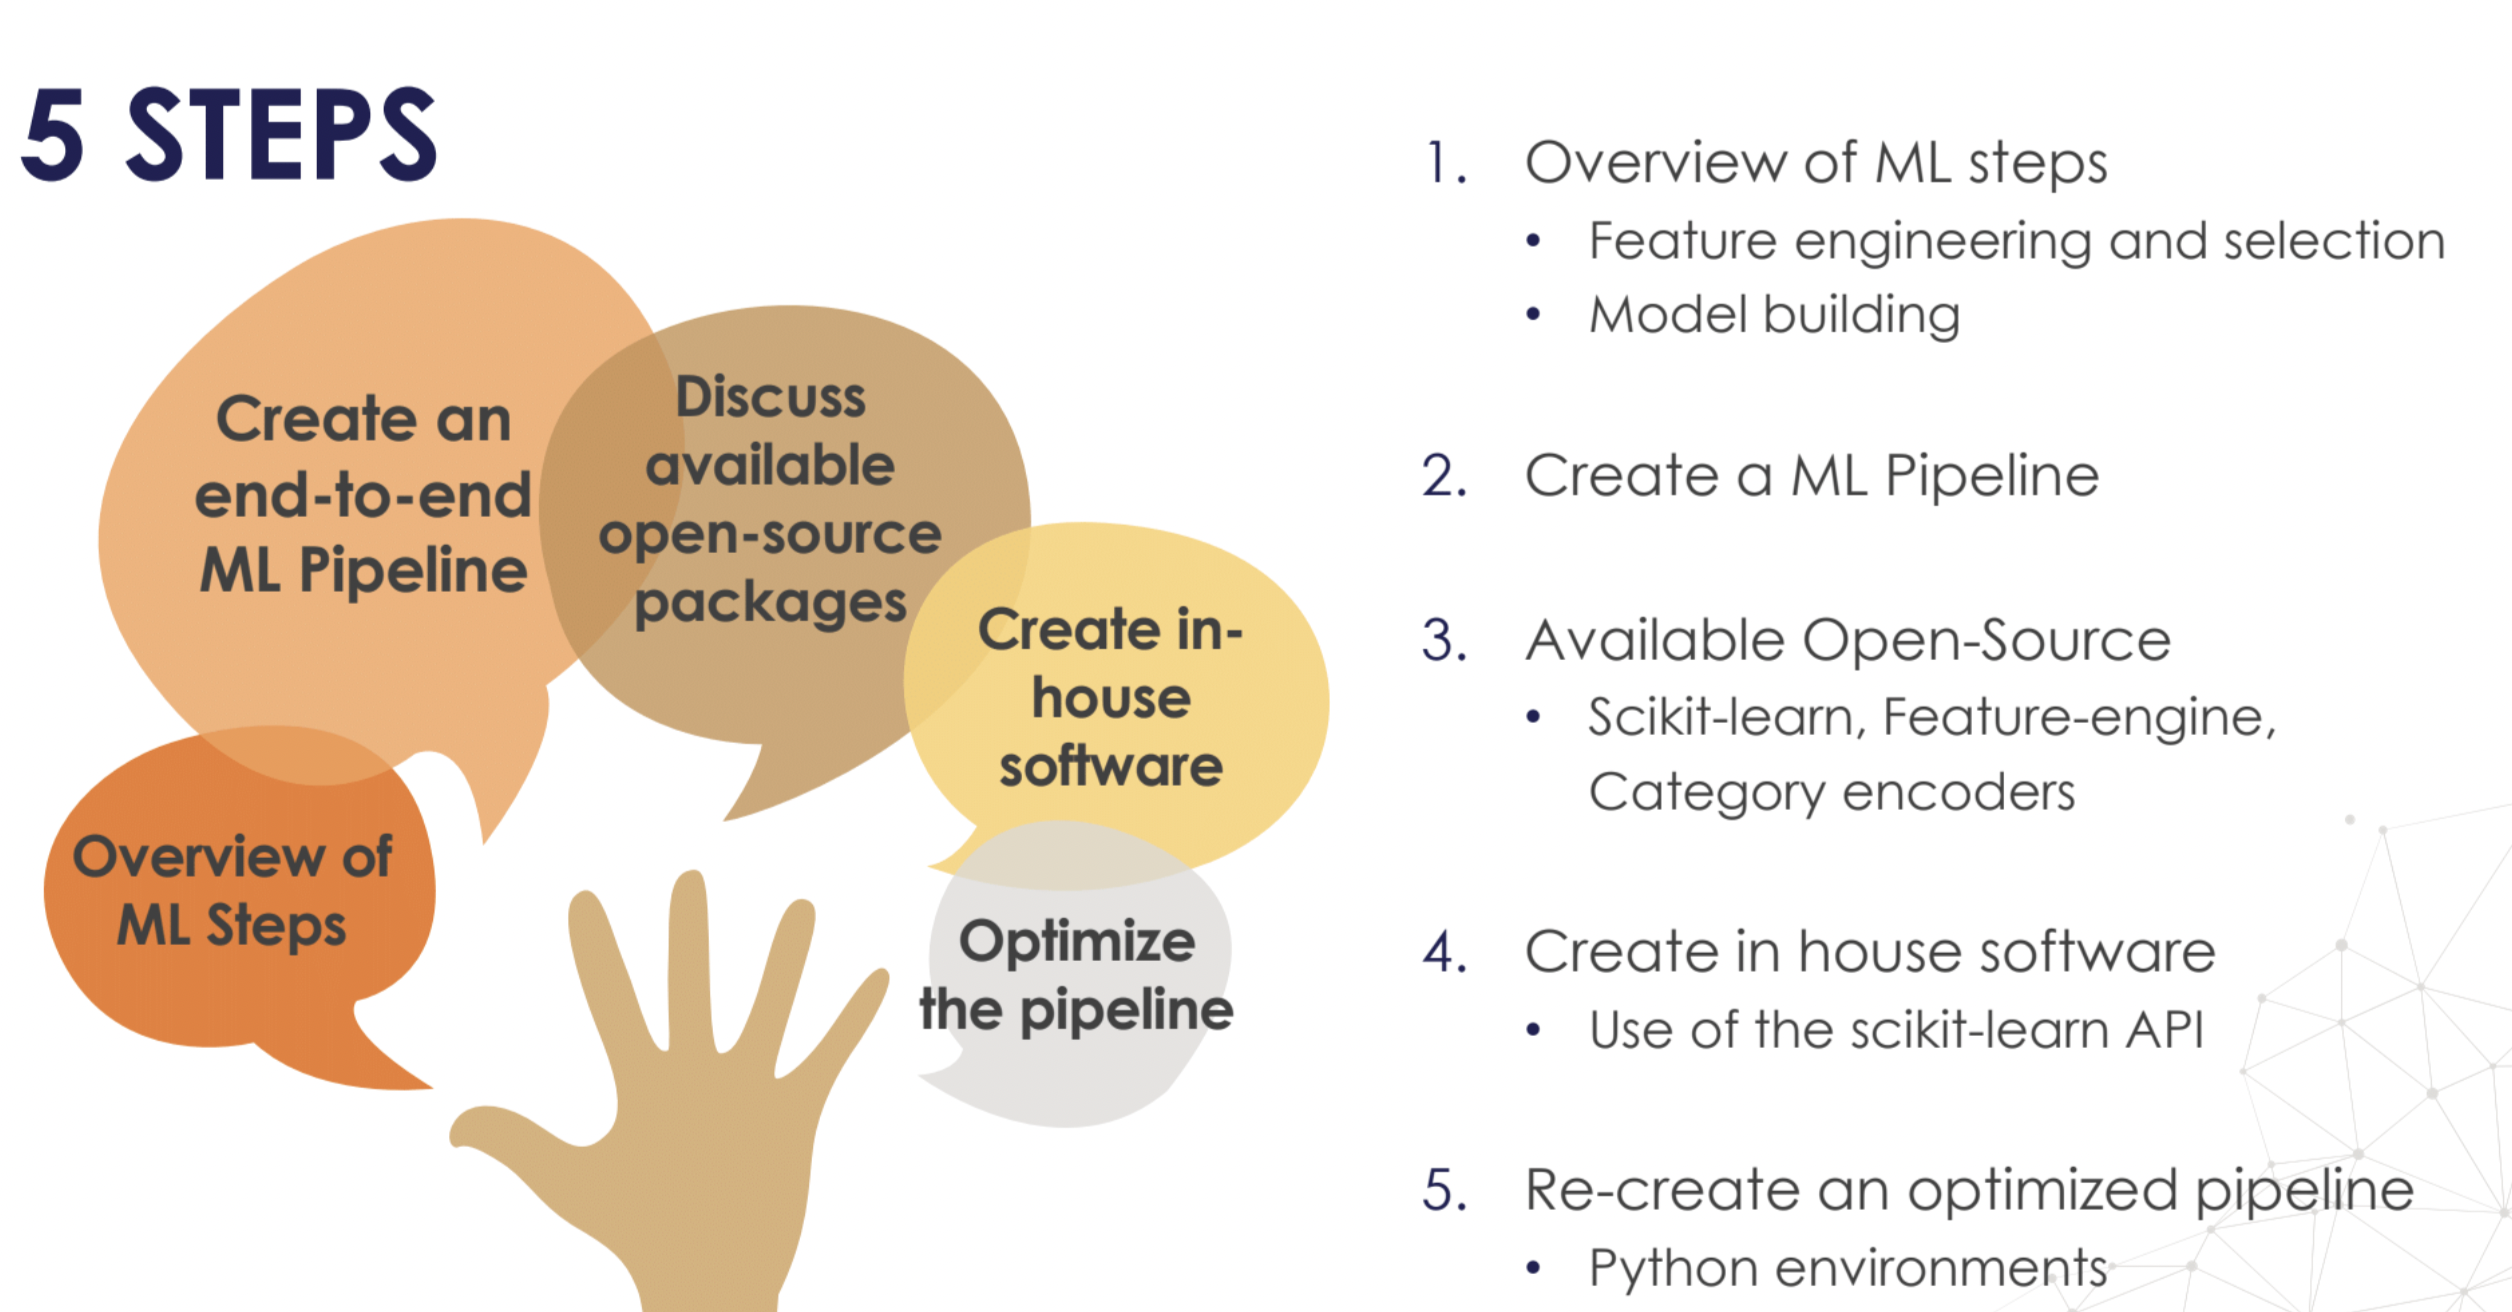 5 STEPS
Create an
end-to-end
ML Pipeline
Discuss
available
open-source
packages
Create in-
house
software
Overview of
ML Steps
Optimize
the pipeline
1. Overview of ML steps
• Feature engineering and selection
• Model building
2. Create a ML Pipeline
3. Available Open-Source
• Scikit-learn, Feature-engine,
Category encoders
4. Create in house software
• Use of the scikit-learn API
5. Re-create an optimized pipeline
• Python environments